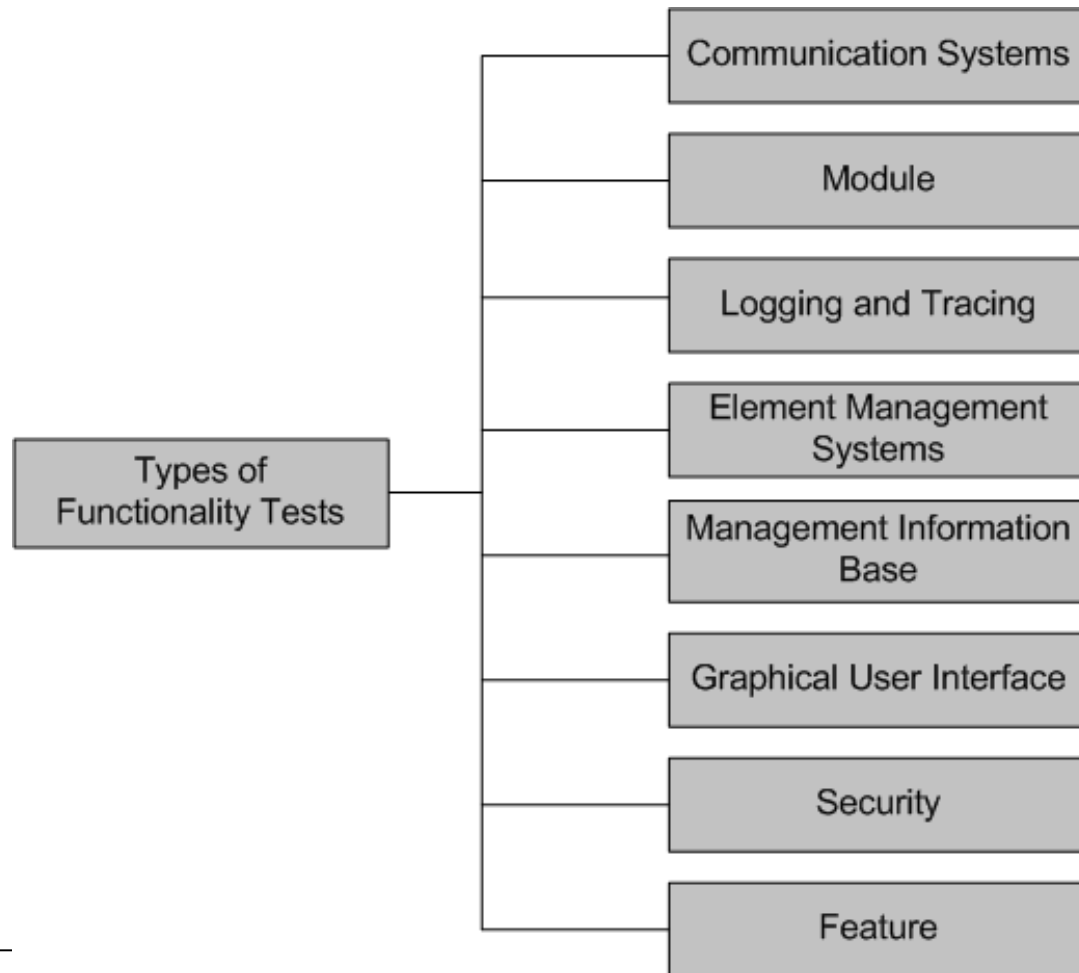 Communication Systems
Module
Logging and Tracing
Element Management
Systems
Types of
Functionality Tests
Management Information
Base
Graphical User Interface
Security
Feature